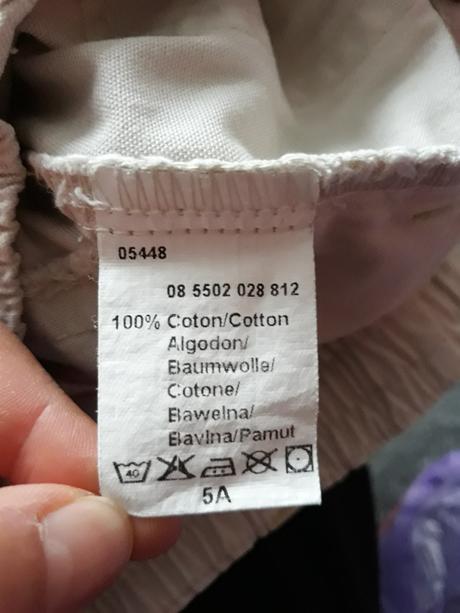 05448
08 5502 028 812
100% Coton/Cotton
Algodon/
Baumwolle/
Cotone/
Bawelna/
Bavlna/Pamut
40
5A